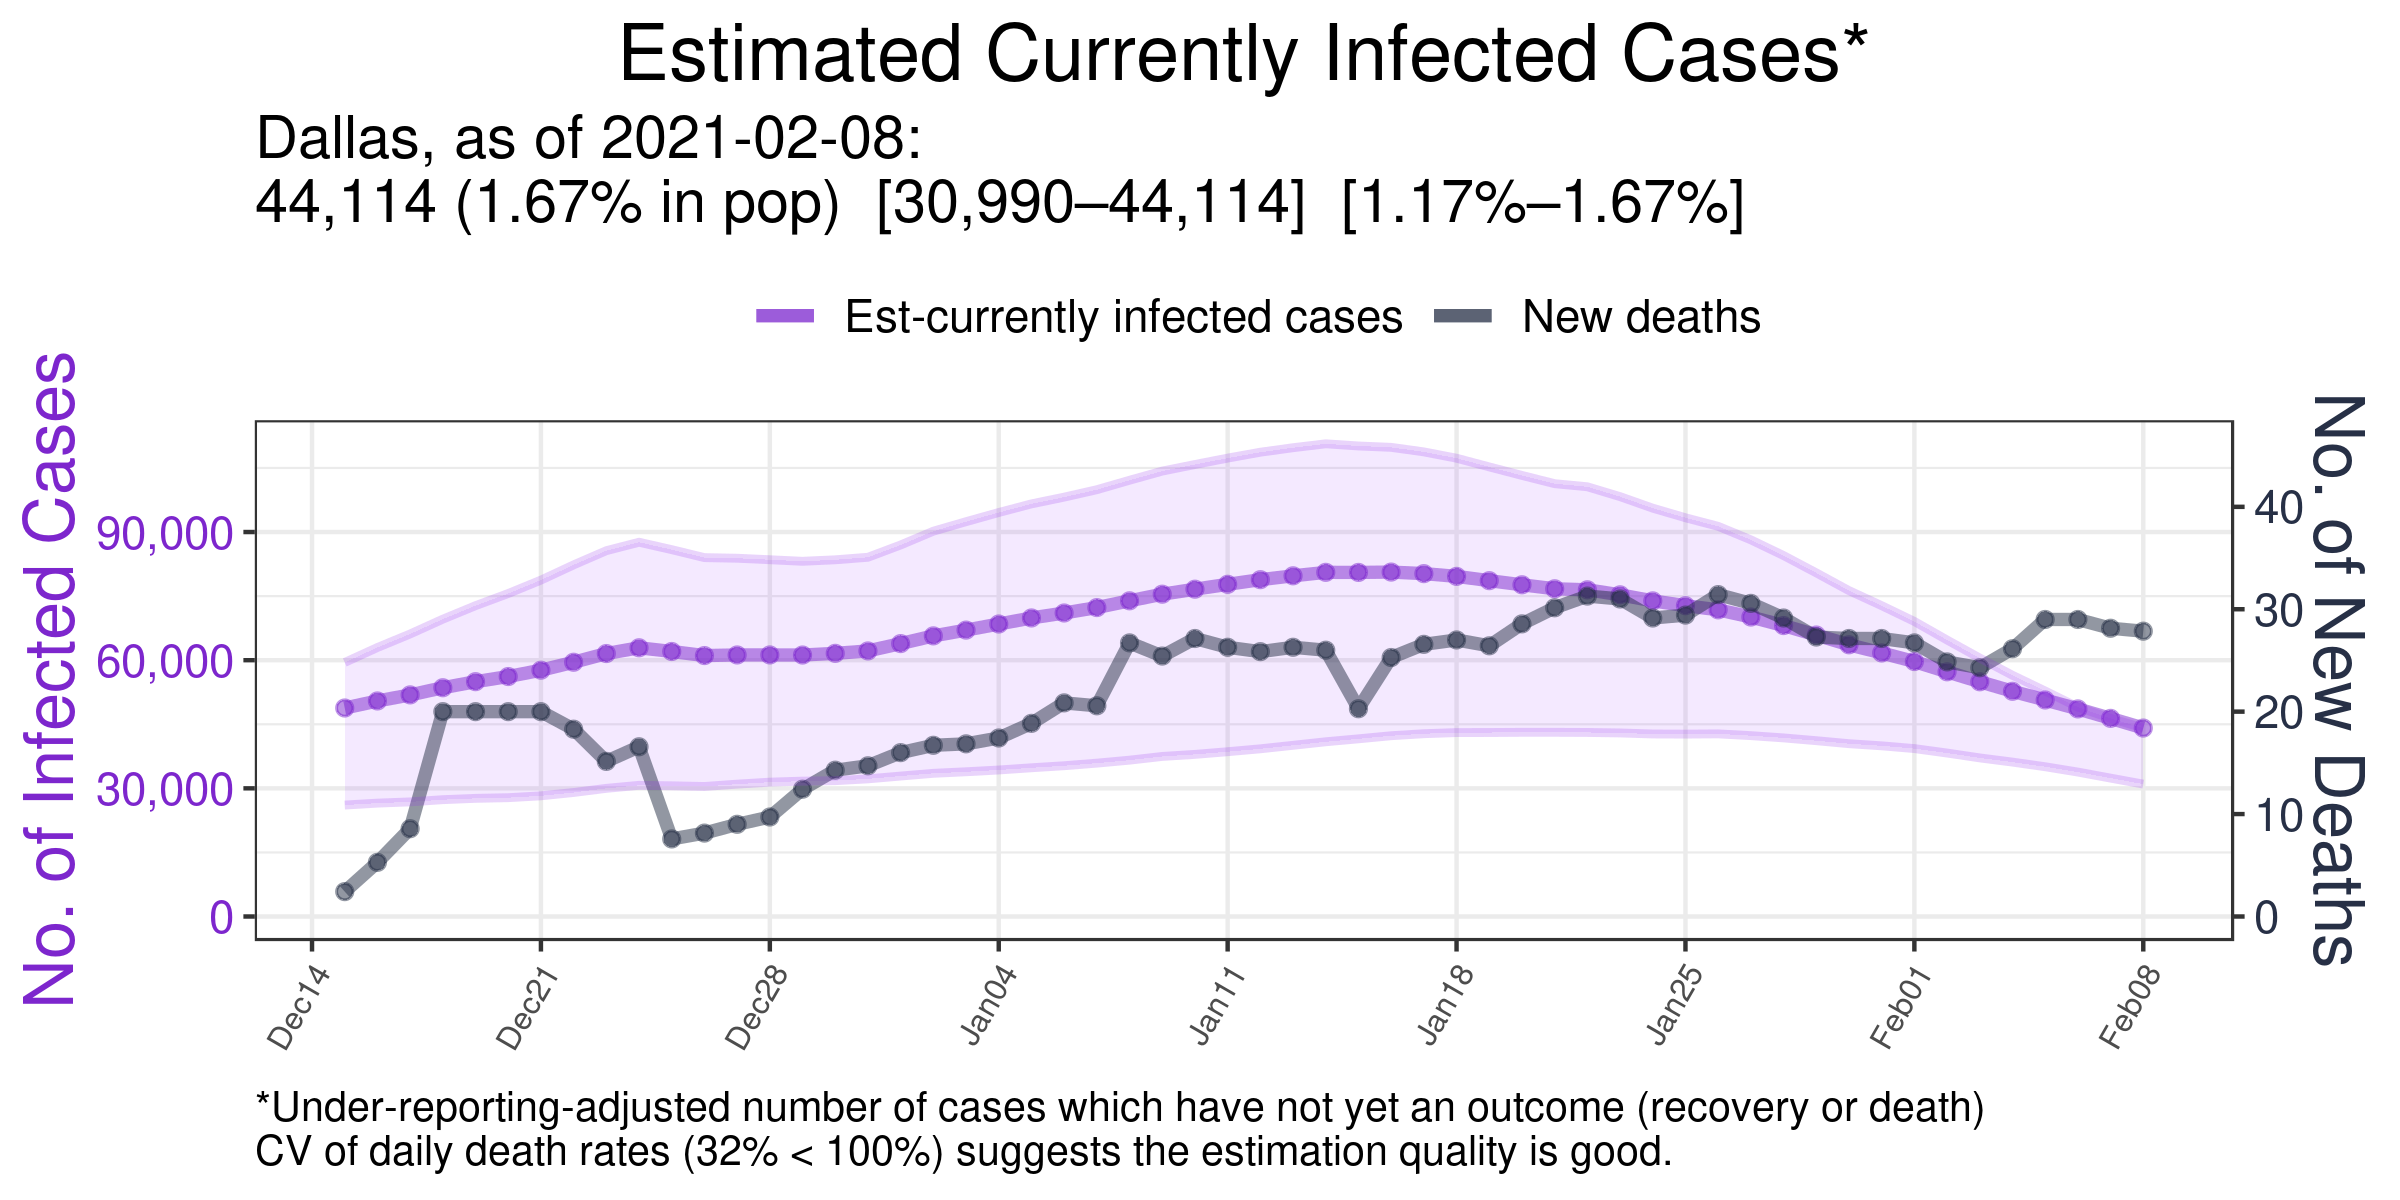 Estimated Currently Infected Cases*
Dallas, as of 2021-02-08:
44,114 (1.67% in pop)  [30,990–44,114]  [1.17%–1.67%]
Est-currently infected cases
New deaths
No. of Infected Cases
90,000
60,000
30,000
0
No. of New Deaths
40
30
20
10
0
Dec14
Dec21
Dec28
Jan04
Jan11
Jan18
Jan25
Feb01
Feb08
*Under-reporting-adjusted number of cases which have not yet an outcome (recovery or death)
CV of daily death rates (32% < 100%) suggests the estimation quality is good.